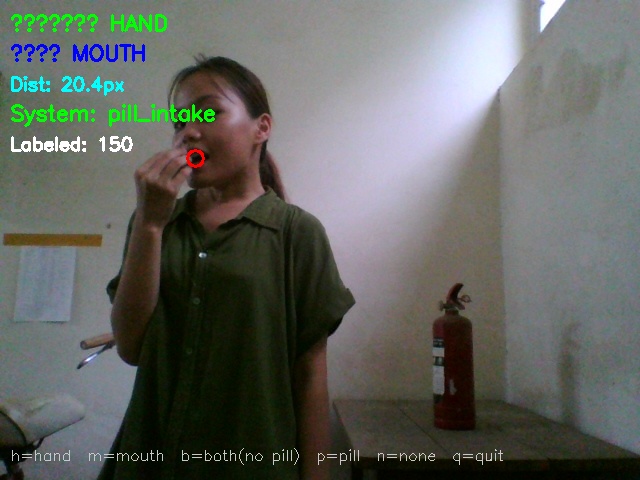 ??????? HAND
???? MOUTH
Dist: 20.4px
System: pill_intake
Labeled: 150
h=hand m=mouth b=both(no pill) p=pill n=none q=quit